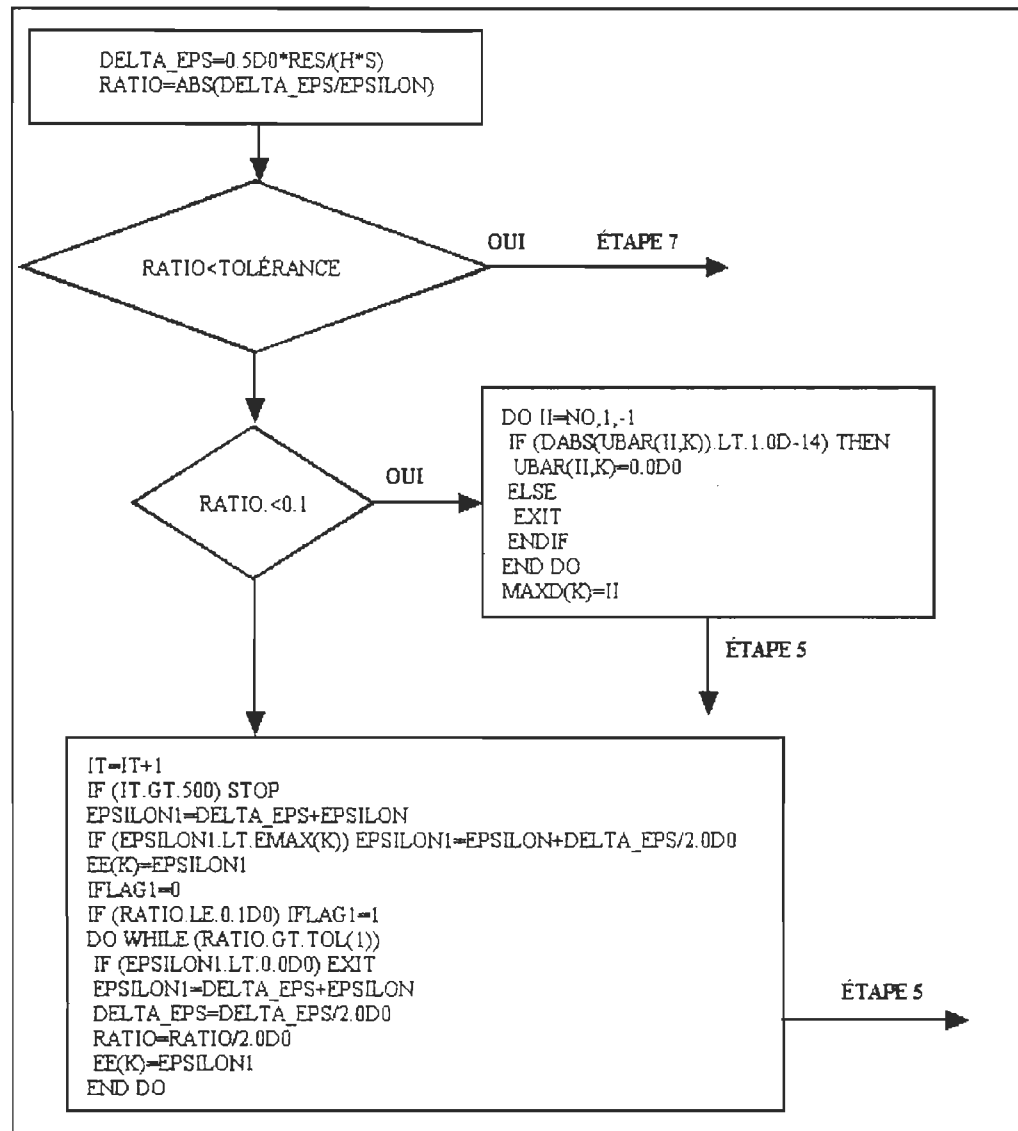 DELTA_EPS=0.5D0*RES/(H*S)
RATIO=ABS(DELTA_EPS/EPSILON)
RATIO<TOLÉRANCE
OUI
ÉTAPE 7
RATIO.<0.1
OUI
DO II=NO,1,-1
IF (DABS(UBAR(II,K)).LT.1.0D-14) THEN
UBAR(II,K)=0.0D0
ELSE
EXIT
ENDIF
END DO
MAXD(K)=II
ÉTAPE 5
IT=IT+1
IF (IT.GT.500) STOP
EPSILON1=DELTA_EPS+EPSILON
IF (EPSILON1.LT.EMAX(K)) EPSILON1=EPSILON+DELTA_EPS/2.0D0
EE(K)=EPSILON1
IFLAG1=0
IF (RATIO.LE.0.1D0) IFLAG1=1
DO WHILE (RATIO.GT.TOL(1))
IF (EPSILON1.LT.0.0D0) EXIT
EPSILON1=DELTA_EPS+EPSILON
DELTA_EPS=DELTA_EPS/2.0D0
RATIO=RATIO/2.0D0
EE(K)=EPSILON1
END DO
ÉTAPE 5